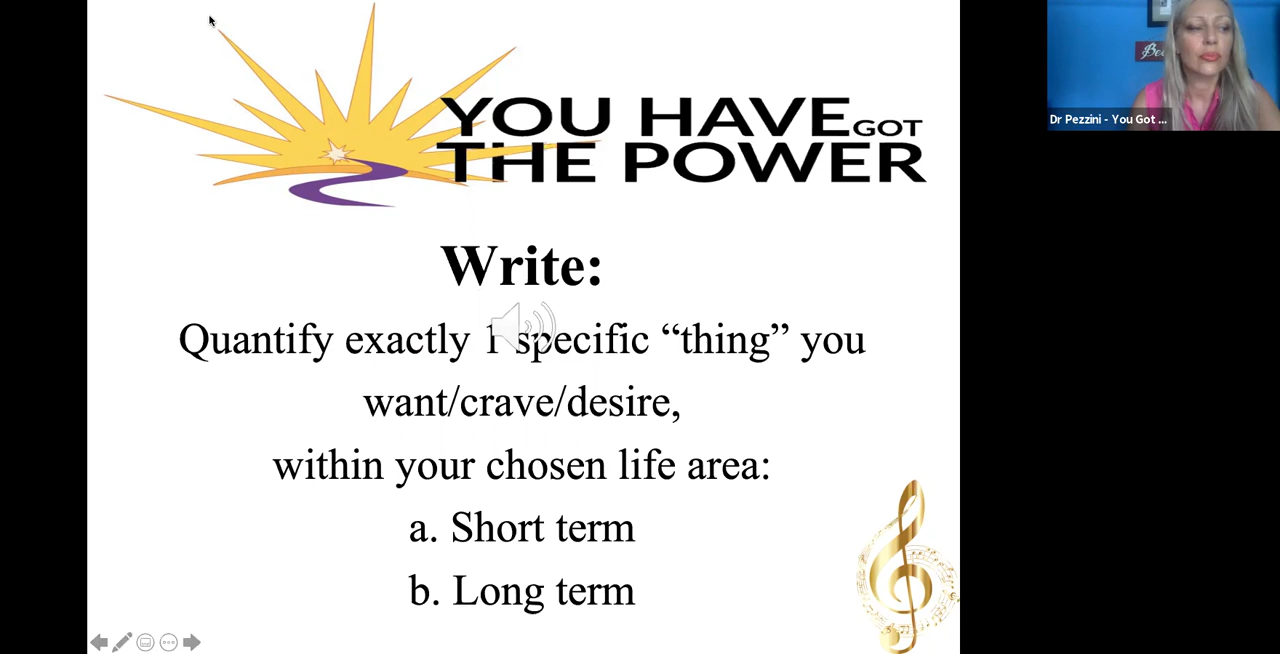 YOU HAVE GOT
THE POWER
Write:
Quantify exactly 1 specific “thing” you
want/crave/desire,
within your chosen life area:
a. Short term
b. Long term
Dr Pezzini - You Got ...